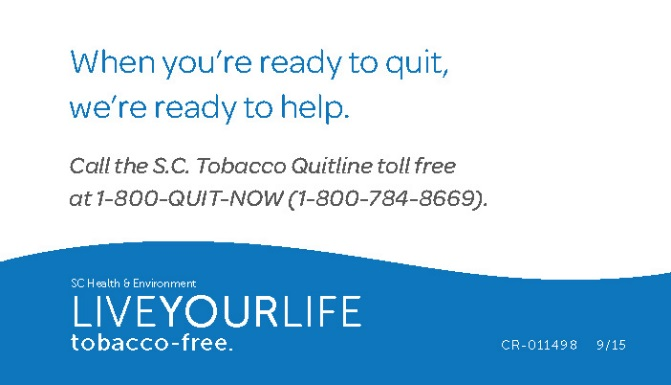 When you're ready to quit,
we're ready to help.
Call the S.C. Tobacco Quitline toll free
at 1-800-QUIT-NOW (1-800-784-8669).
SC Health & Environment
LIVEYOURLIFE
tobacco-free.
CR-011498 9/15